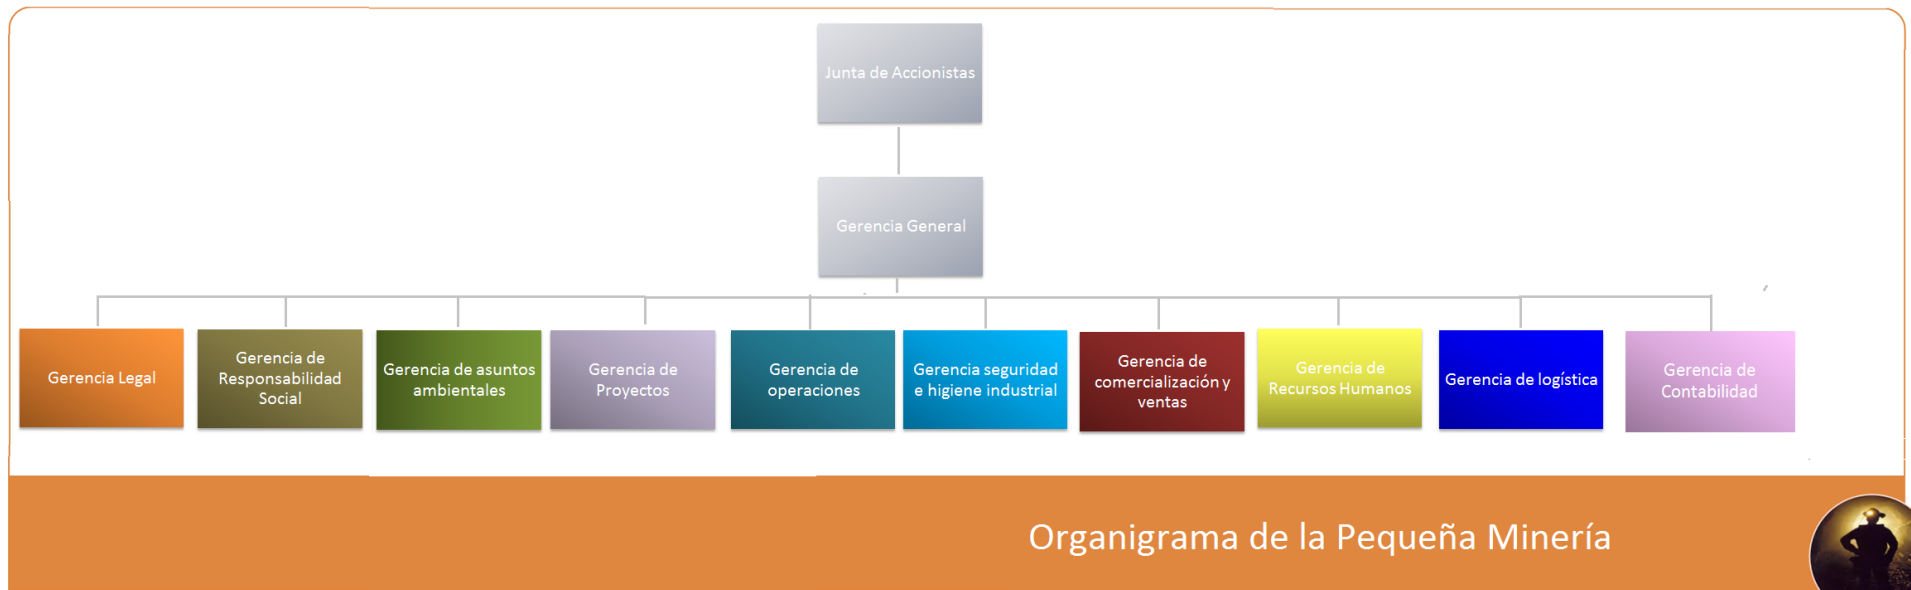 Junta de Accionistas
Gerencia General
Gerencia Legal
Gerencia de
Responsabilidad
Social
Gerencia de asuntos
ambientales
Gerencia de
Proyectos
Gerencia de
operaciones
Gerencia seguridad
e higiene industrial
Gerencia de
comercialización y
ventas
Gerencia de
Recursos Humanos
Gerencia de logística
Gerencia de
Contabilidad
Organigrama de la Pequeña Minería